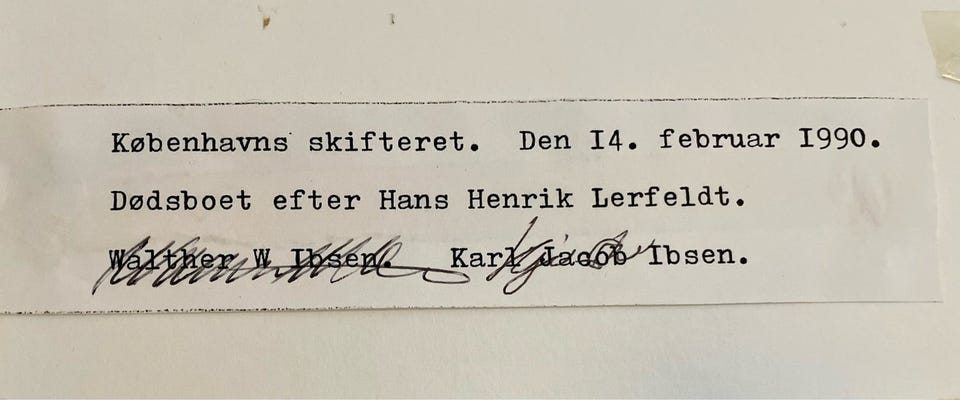 Københavns skifteret. Den I4. februar I990.
Dødsboet efter Hans Henrik Lerfeldt.
Walther W Ibsen Karl Jacob Ibsen.